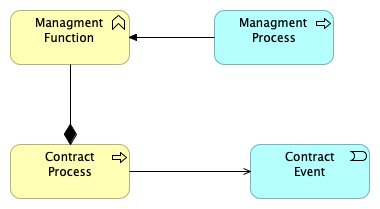 Managment
Function
Managment
Process
Contract
Process
Contract
Event